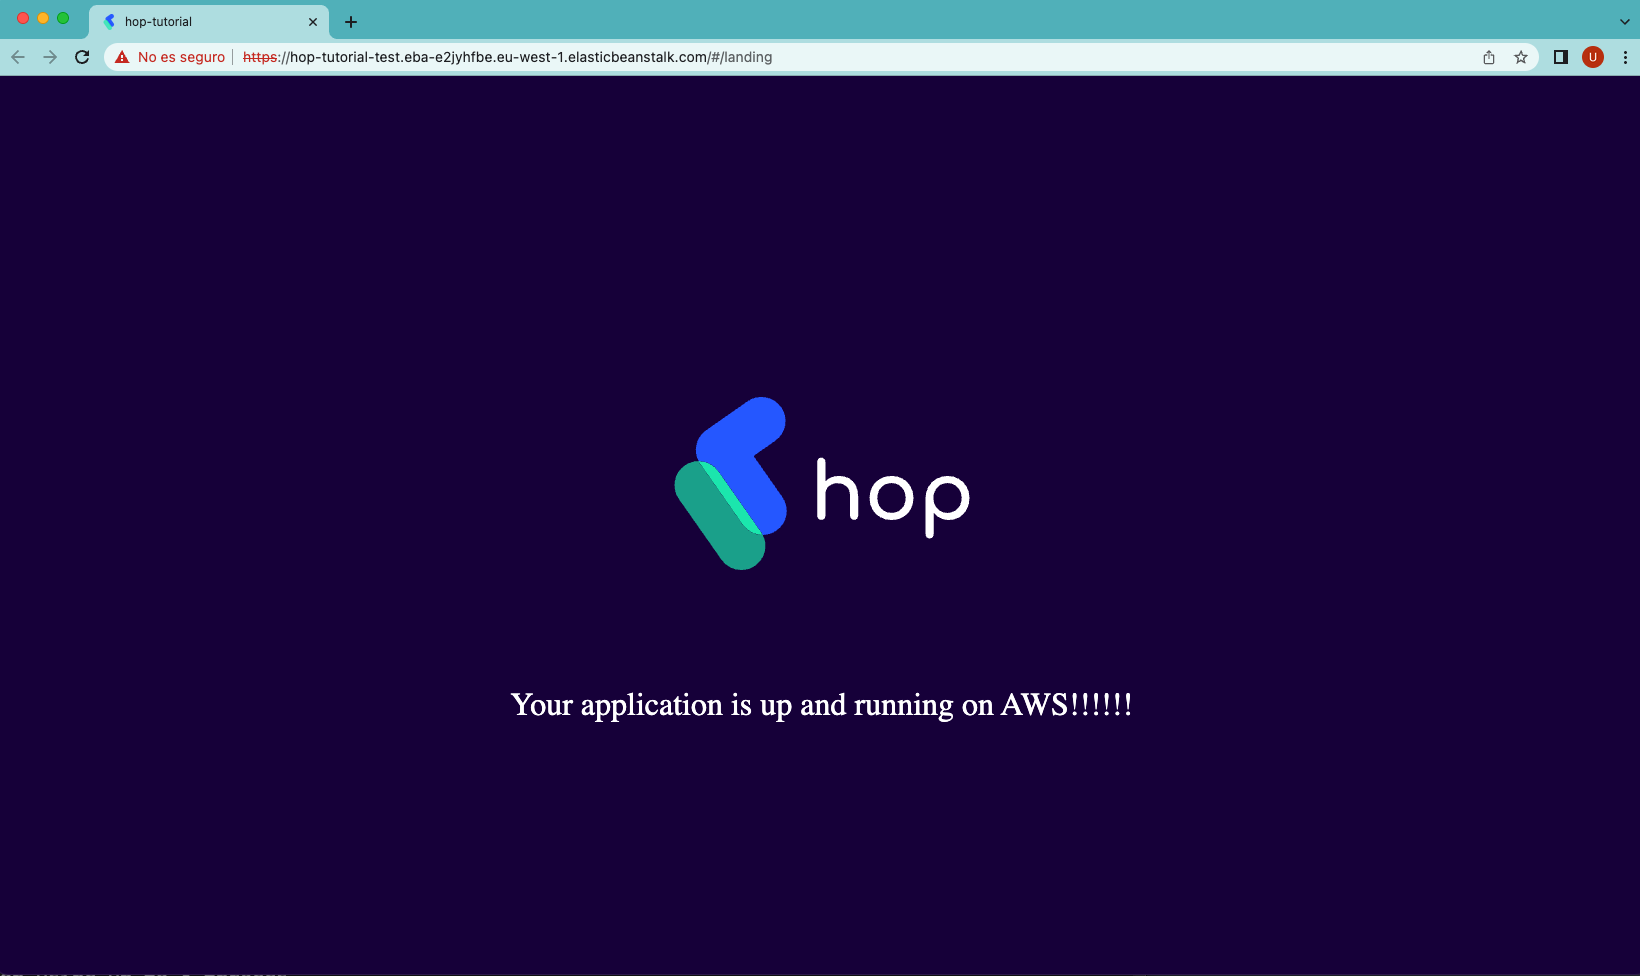 hop-tutorial
No es seguro
https://hop-tutorial-test.eba-e2jyhfbe.eu-west-1.elasticbeanstalk.com/#/landing
U
hop
Your application is up and running on AWS!!!!!!